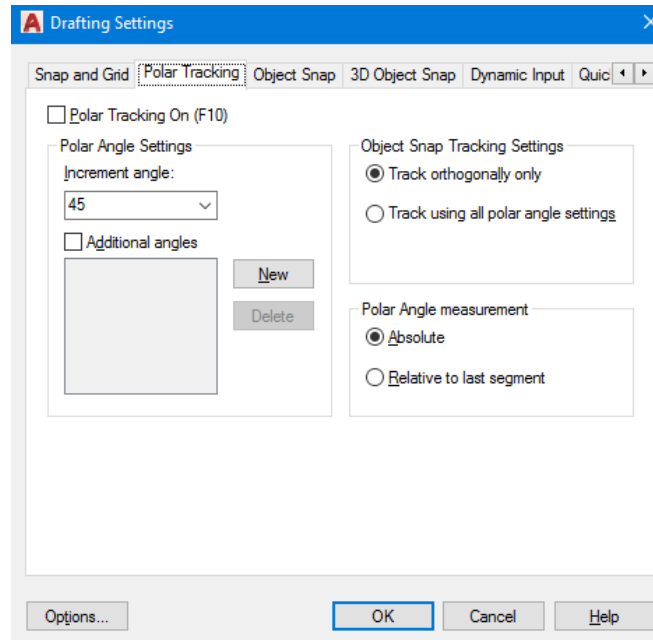 A Drafting Settings
Snap and Grid Polar Tracking Object Snap 3D Object Snap Dynamic Input Quic
Polar Tracking On (F10)
Polar Angle Settings
Increment angle:
45
Additional angles
New
Delete
Object Snap Tracking Settings
Track orthogonally only
Track using all polar angle settings
Polar Angle measurement
Absolute
Relative to last segment
Options... OK Cancel Help